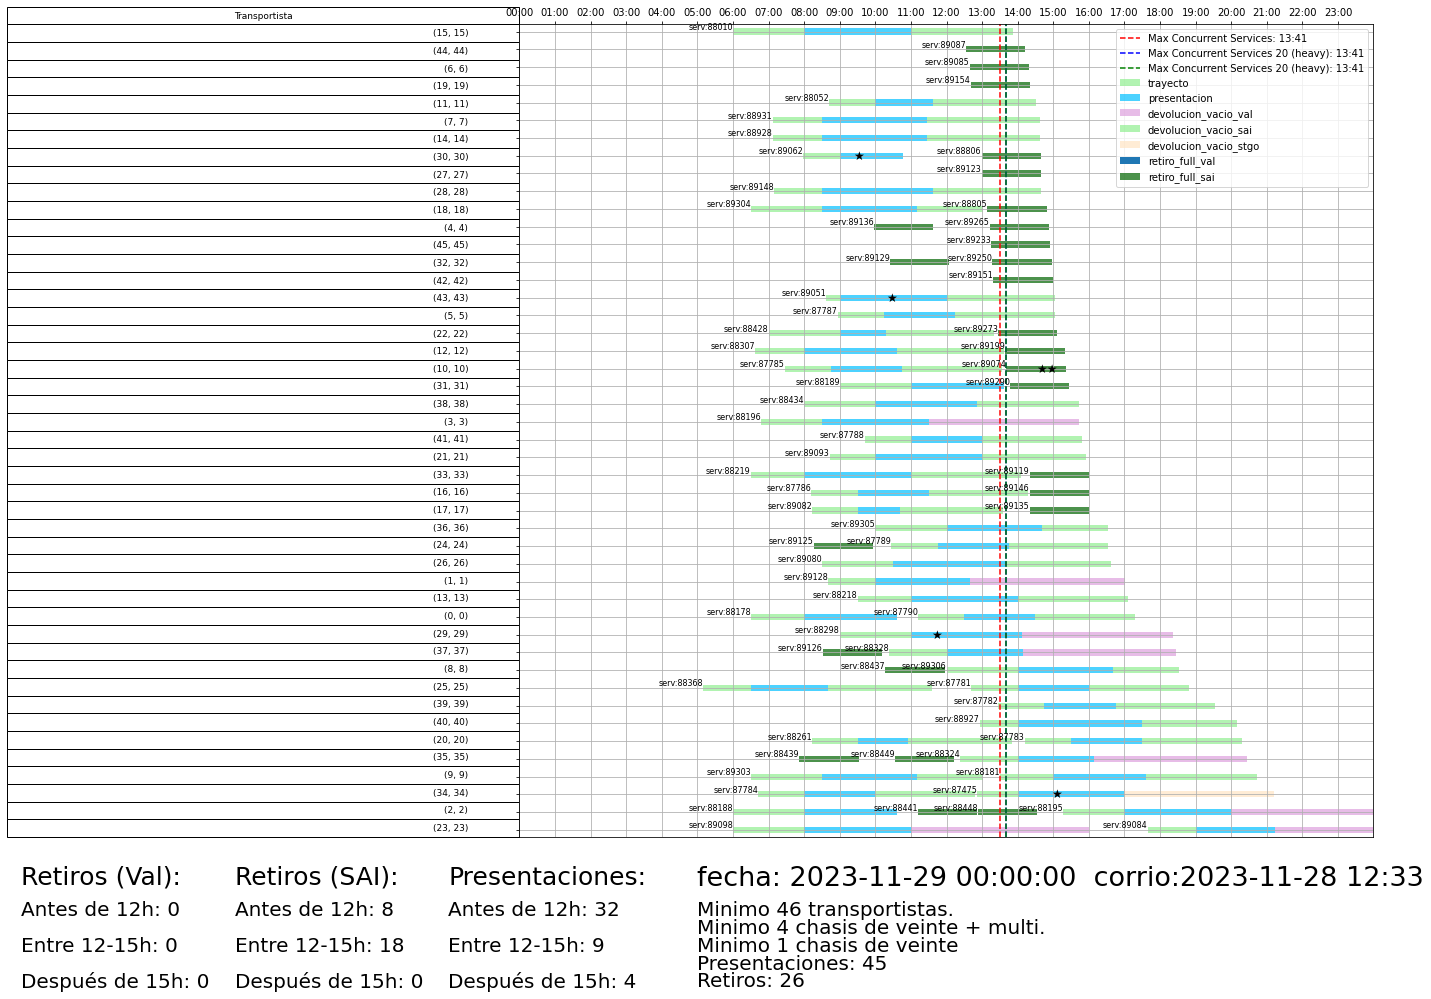 Transportista
00:00 01:00 02:00 03:00 04:00 05:00 06:00 07:00 08:00 09:00 10:00 11:00 12:00 13:00 14:00 15:00 16:00 17:00 18:00 19:00 20:00 21:00 22:00 23:00
(15, 15) serv:88010
(44, 44) serv:89087
(6, 6) serv:89085
(19, 19) serv:89154
(11, 11) serv:88052
(7, 7) serv:88931
(14, 14) serv:88928
(30, 30) serv:89062 serv:88806
(27, 27) serv:89123
(28, 28) serv:89148
(18, 18) serv:89304 serv:88805
(4, 4) serv:89136 serv:89265
(45, 45) serv:89233
(32, 32) serv:89129 serv:89250
(42, 42) serv:89151
(43, 43) serv:89051
(5, 5) serv:87787
(22, 22) serv:88428 serv:89273
(12, 12) serv:88307 serv:89199
(10, 10) serv:87785 serv:89074
(31, 31) serv:88189 serv:89290
(38, 38) serv:88434
(3, 3) serv:88196
(41, 41) serv:87788
(21, 21) serv:89093
(33, 33) serv:88219 serv:89119
(16, 16) serv:87786 serv:89146
(17, 17) serv:89082 serv:89135
(36, 36) serv:89305
(24, 24) serv:89125 serv:87789
(26, 26) serv:89080
(1, 1) serv:89128
(13, 13) serv:88218
(0, 0) serv:88178 serv:87790
(29, 29) serv:88298
(37, 37) serv:89126 serv:88328
(8, 8) serv:88437 serv:89306
(25, 25) serv:88368 serv:87781
(39, 39) serv:87782
(40, 40) serv:88927
(20, 20) serv:88261 serv:87783
(35, 35) serv:88439 serv:88449 serv:88324
(9, 9) serv:89303 serv:88181
(34, 34) serv:87784 serv:87475
(2, 2) serv:88188 serv:88441 serv:88448 serv:88195
(23, 23) serv:89098 serv:89084
Max Concurrent Services: 13:41
Max Concurrent Services 20 (heavy): 13:41
Max Concurrent Services 20 (heavy): 13:41
trayecto
presentacion
devolucion_vacio_val
devolucion_vacio_sai
devolucion_vacio_stgo
retiro_full_val
retiro_full_sai
Retiros (Val):
Antes de 12h: 0
Entre 12-15h: 0
Después de 15h: 0
Retiros (SAI):
Antes de 12h: 8
Entre 12-15h: 18
Después de 15h: 0
Presentaciones:
Antes de 12h: 32
Entre 12-15h: 9
Después de 15h: 4
fecha: 2023-11-29 00:00:00 corrio:2023-11-28 12:33
Minimo 46 transportistas.
Minimo 4 chasis de veinte + multi.
Minimo 1 chasis de veinte
Presentaciones: 45
Retiros: 26